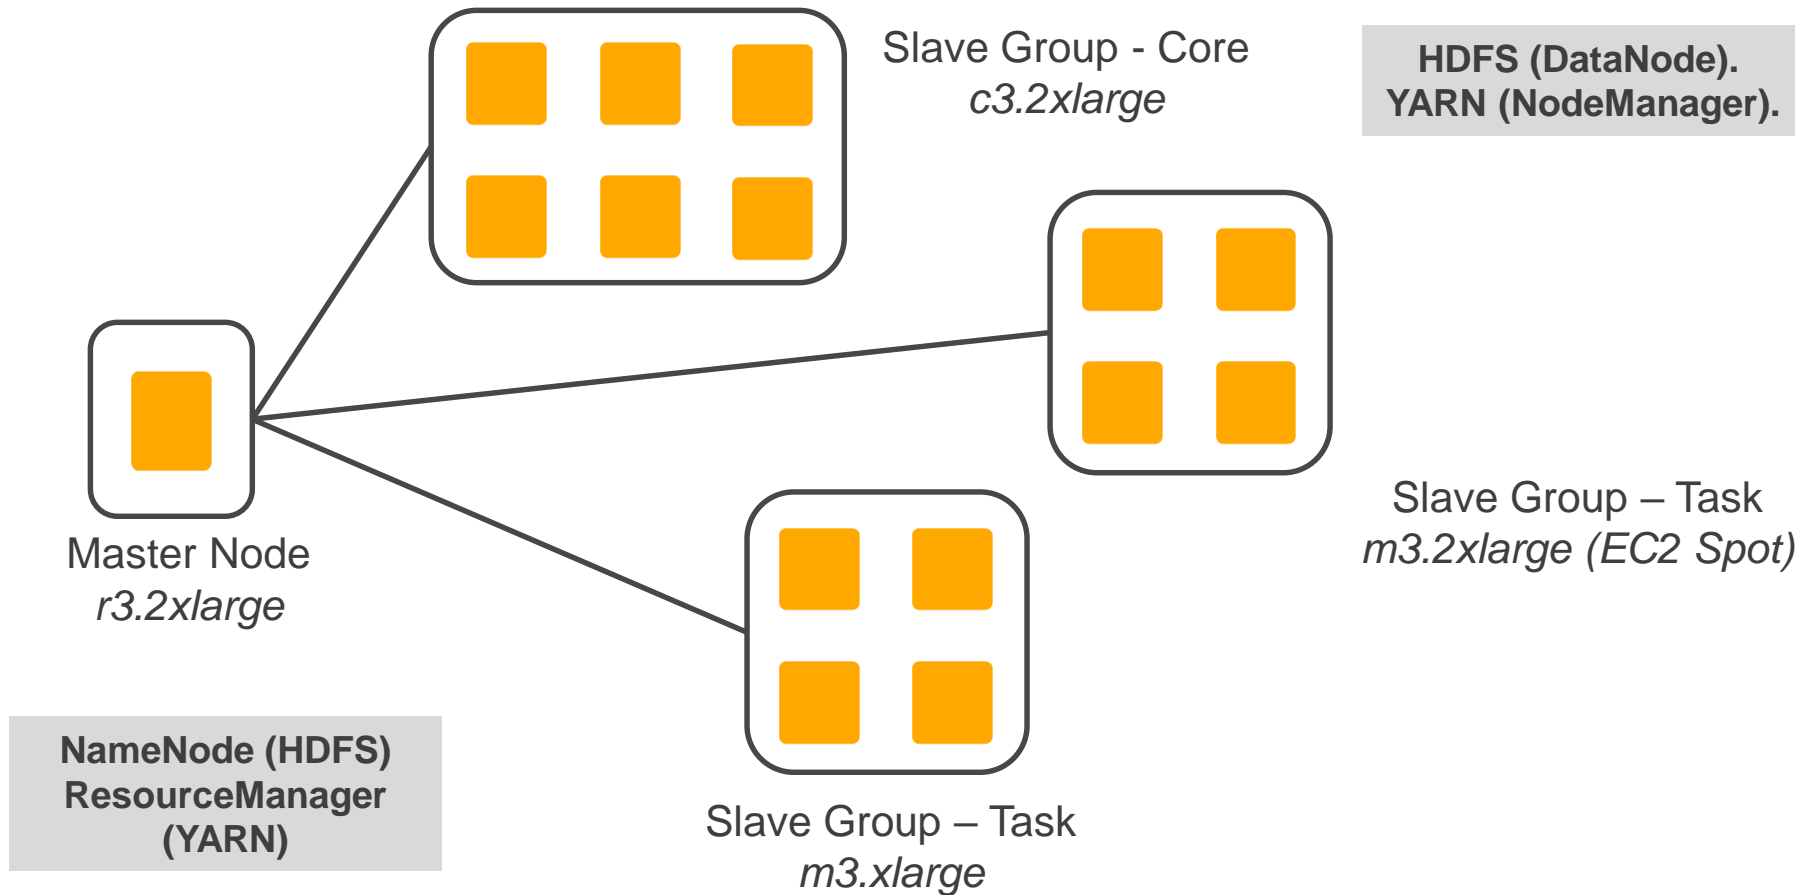 Slave Group - Core
c3.2xlarge
HDFS (DataNode).
YARN (NodeManager).
Slave Group – Task
m3.2xlarge (EC2 Spot)
Master Node
r3.2xlarge
NameNode (HDFS)
ResourceManager
(YARN)
Slave Group – Task
m3.xlarge